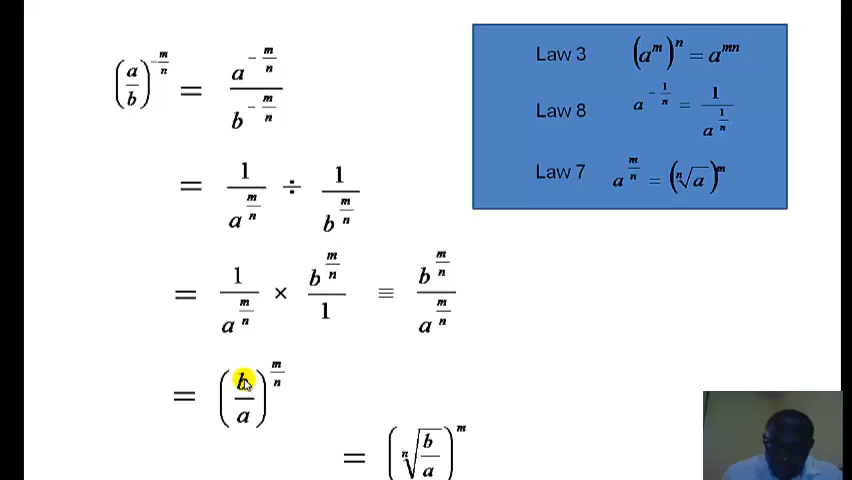 (a/b)^(-m/n) = a^(-m/n) / b^(-m/n)
= 1/a^(m/n) ÷ 1/b^(m/n)
= 1/a^(m/n) × b^(m/n)/1 ≡ b^(m/n)/a^(m/n)
= (b/a)^(m/n)
= (ⁿ√(b/a))^m
Law 3 (a^m)^n = a^(mn)
Law 8 a^(-1/n) = 1/a^(1/n)
Law 7 a^(m/n) = (ⁿ√a)^m